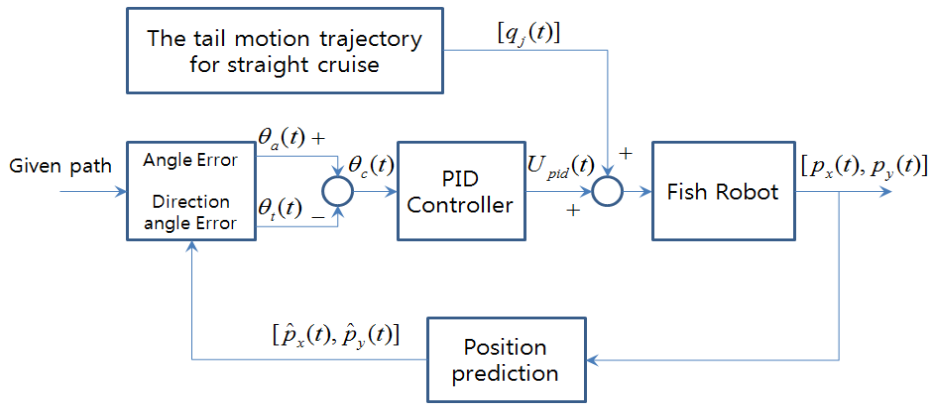 The tail motion trajectory
for straight cruise
[q_j(t)]
Given path
Angle Error
Direction
angle Error
θ_a(t) +
θ_t(t) −
θ_c(t)
PID
Controller
U_pid(t)
+
+
Fish Robot
[p_x(t), p_y(t)]
[p̂_x(t), p̂_y(t)]
Position
prediction